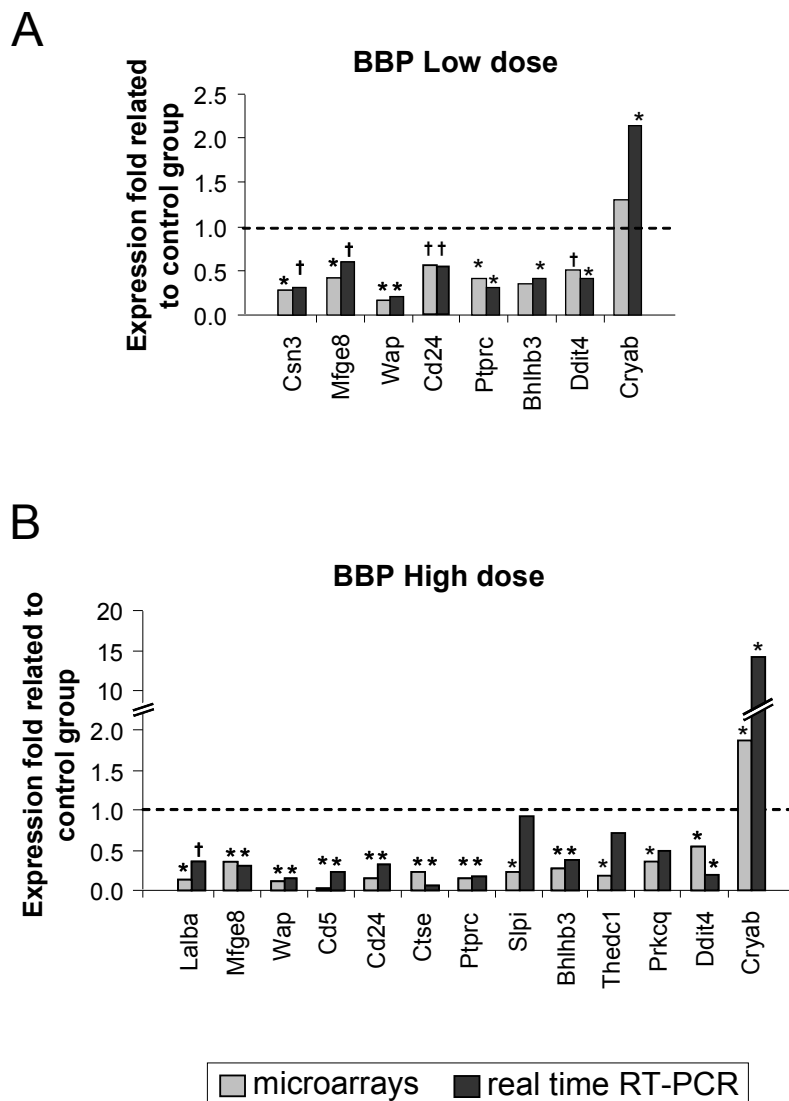 A
BBP Low dose
Expression fold related
to control group
2.5
2.0
1.5
1.0
0.5
0.0
* † * † * * † † * * * † * *
Csn3 Mfge8 Wap Cd24 Ptprc Bhlhb3 Ddit4 Cryab
B
BBP High dose
Expression fold related to
control group
20
15
10
2.0
1.5
1.0
0.5
0.0
* † * * * * * * * * * * * * * * * * * * * * *
Lalba Mfge8 Wap Cd5 Cd24 Ctse Ptprc Slpi Bhlhb3 Thedc1 Prkcq Ddit4 Cryab
microarrays real time RT-PCR